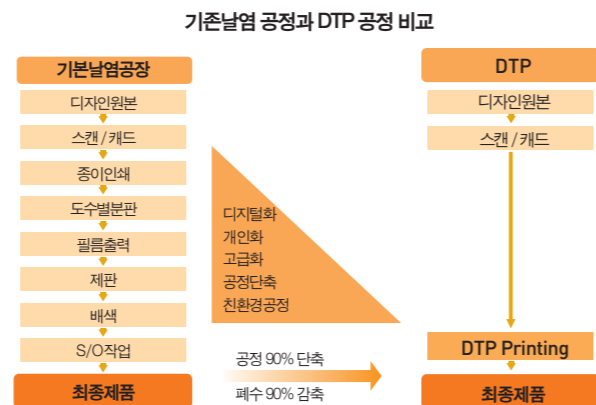 기존날염 공정과 DTP 공정 비교
기본날염공장
디자인원본
스캔 / 캐드
종이인쇄
도수별분판
필름출력
제판
배색
S/O작업
최종제품
디지털화
개인화
고급화
공정단축
친환경공정
공정 90% 단축
폐수 90% 감축
DTP
디자인원본
스캔 / 캐드
DTP Printing
최종제품